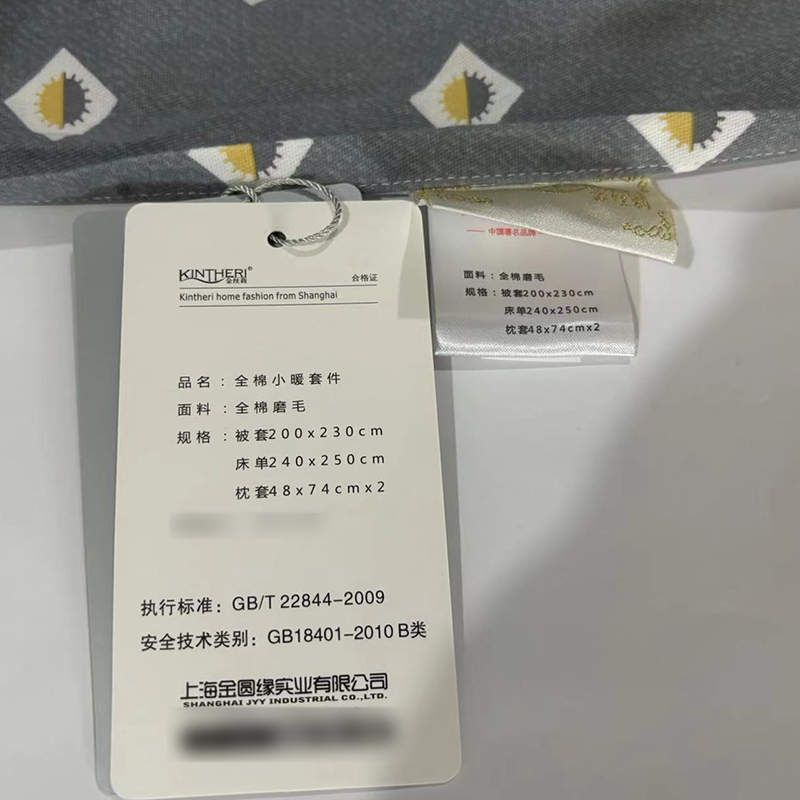 KINTHERI®
金丝莉
合格证
Kintheri home fashion from Shanghai
品名：全棉小暖套件
面料：全棉磨毛
规格：被套200x230cm
床单240x250cm
枕套48x74cmx2
执行标准：GB/T 22844-2009
安全技术类别：GB18401-2010 B类
上海金圆缘实业有限公司
SHANGHAI JYY INDUSTRIAL CO.,LTD.
中国著名品牌
面料：全棉磨毛
规格：被套200x230cm
床单240x250cm
枕套48x74cmx2